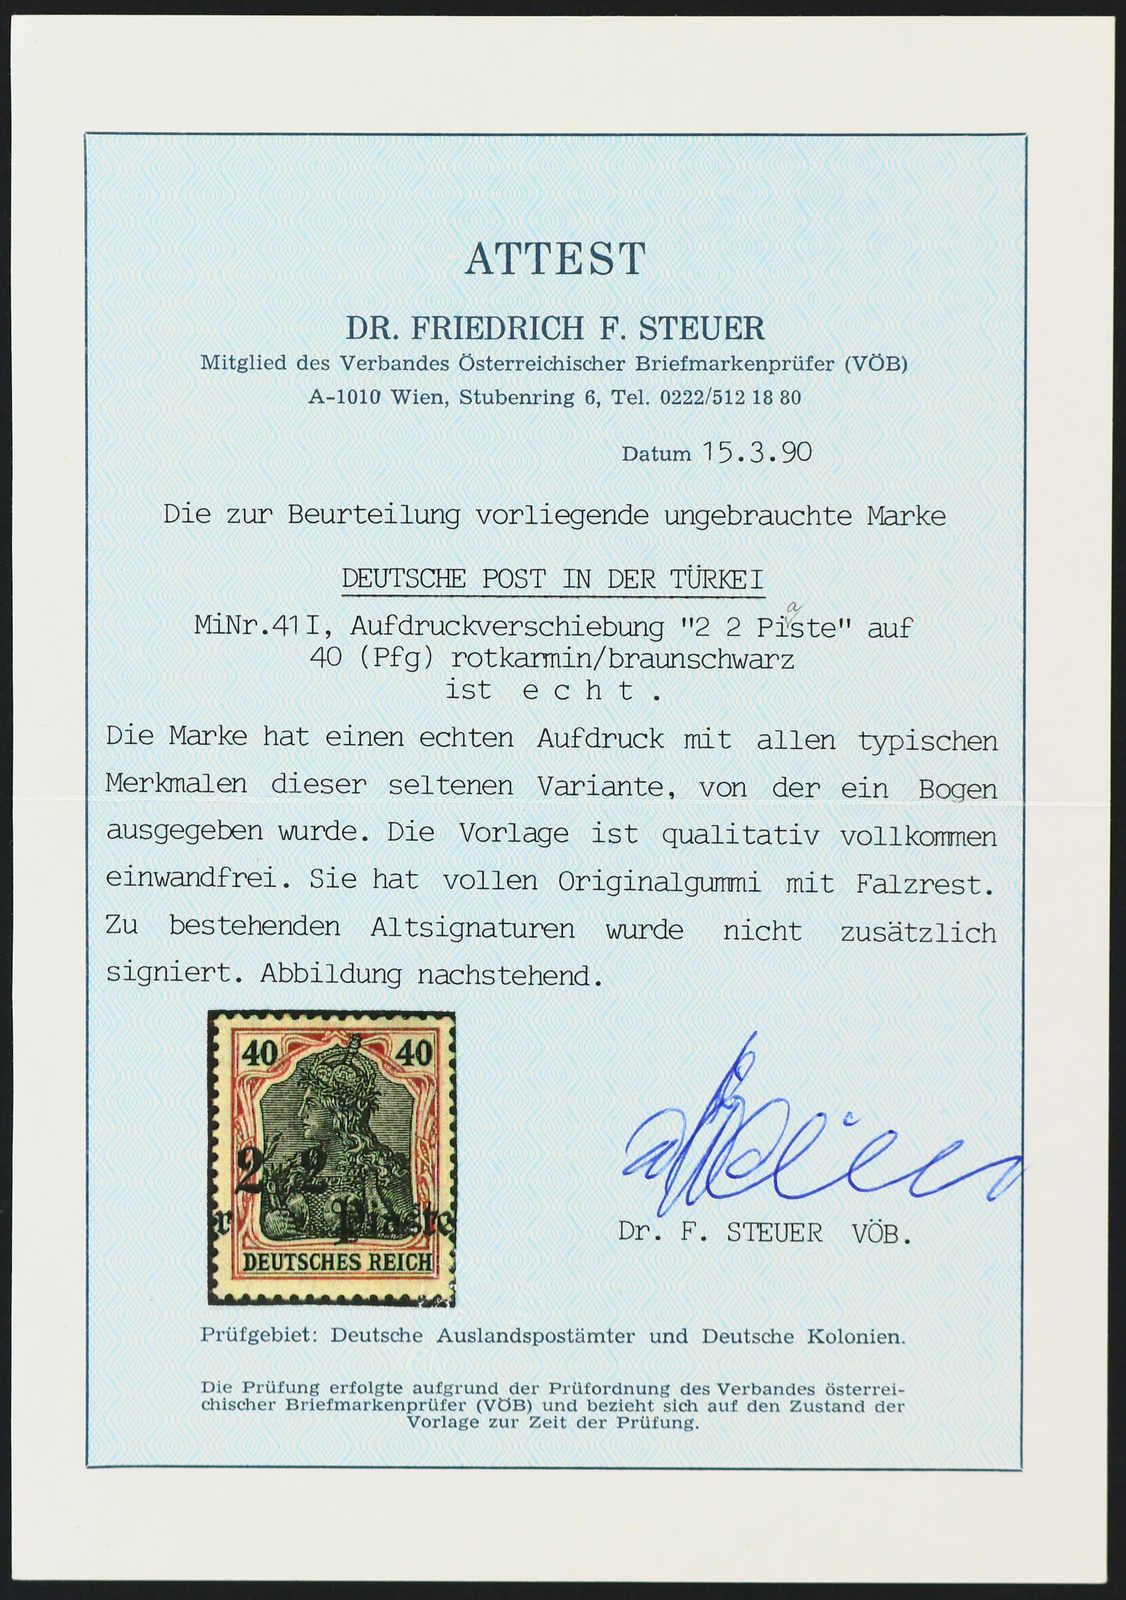 ATTEST
DR. FRIEDRICH F. STEUER
Mitglied des Verbandes Österreichischer Briefmarkenprüfer (VÖB)
A-1010 Wien, Stubenring 6, Tel. 0222/512 18 80
Datum 15.3.90
Die zur Beurteilung vorliegende ungebrauchte Marke
DEUTSCHE POST IN DER TÜRKEI
MiNr.41I, Aufdruckverschiebung "2 2 Piaste" auf
40 (Pfg) rotkarmin/braunschwarz
ist e c h t .
Die Marke hat einen echten Aufdruck mit allen typischen
Merkmalen dieser seltenen Variante, von der ein Bogen
ausgegeben wurde. Die Vorlage ist qualitativ vollkommen
einwandfrei. Sie hat vollen Originalgummi mit Falzrest.
Zu bestehenden Altsignaturen wurde nicht zusätzlich
signiert. Abbildung nachstehend.
40 40
2 2
r Piaste
DEUTSCHES REICH
Dr. F. STEUER VÖB.
Prüfgebiet: Deutsche Auslandspostämter und Deutsche Kolonien.
Die Prüfung erfolgte aufgrund der Prüfordnung des Verbandes österrei-
chischer Briefmarkenprüfer (VÖB) und bezieht sich auf den Zustand der
Vorlage zur Zeit der Prüfung.